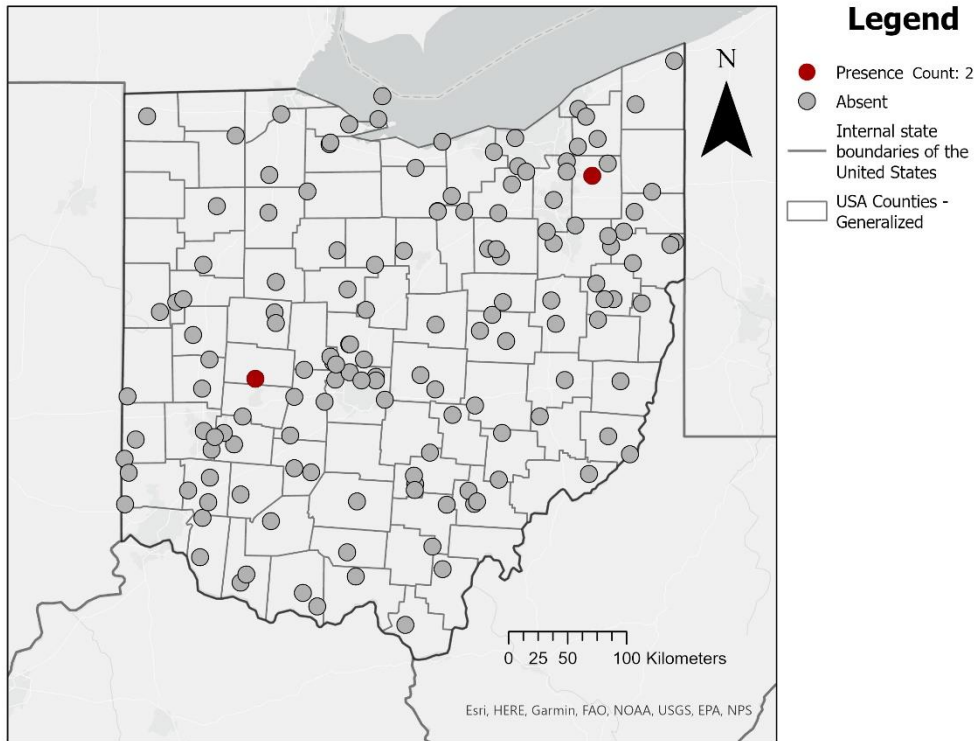 Legend
N
Presence Count: 2
Absent
Internal state
boundaries of the
United States
USA Counties -
Generalized
0 25 50 100 Kilometers
Esri, HERE, Garmin, FAO, NOAA, USGS, EPA, NPS